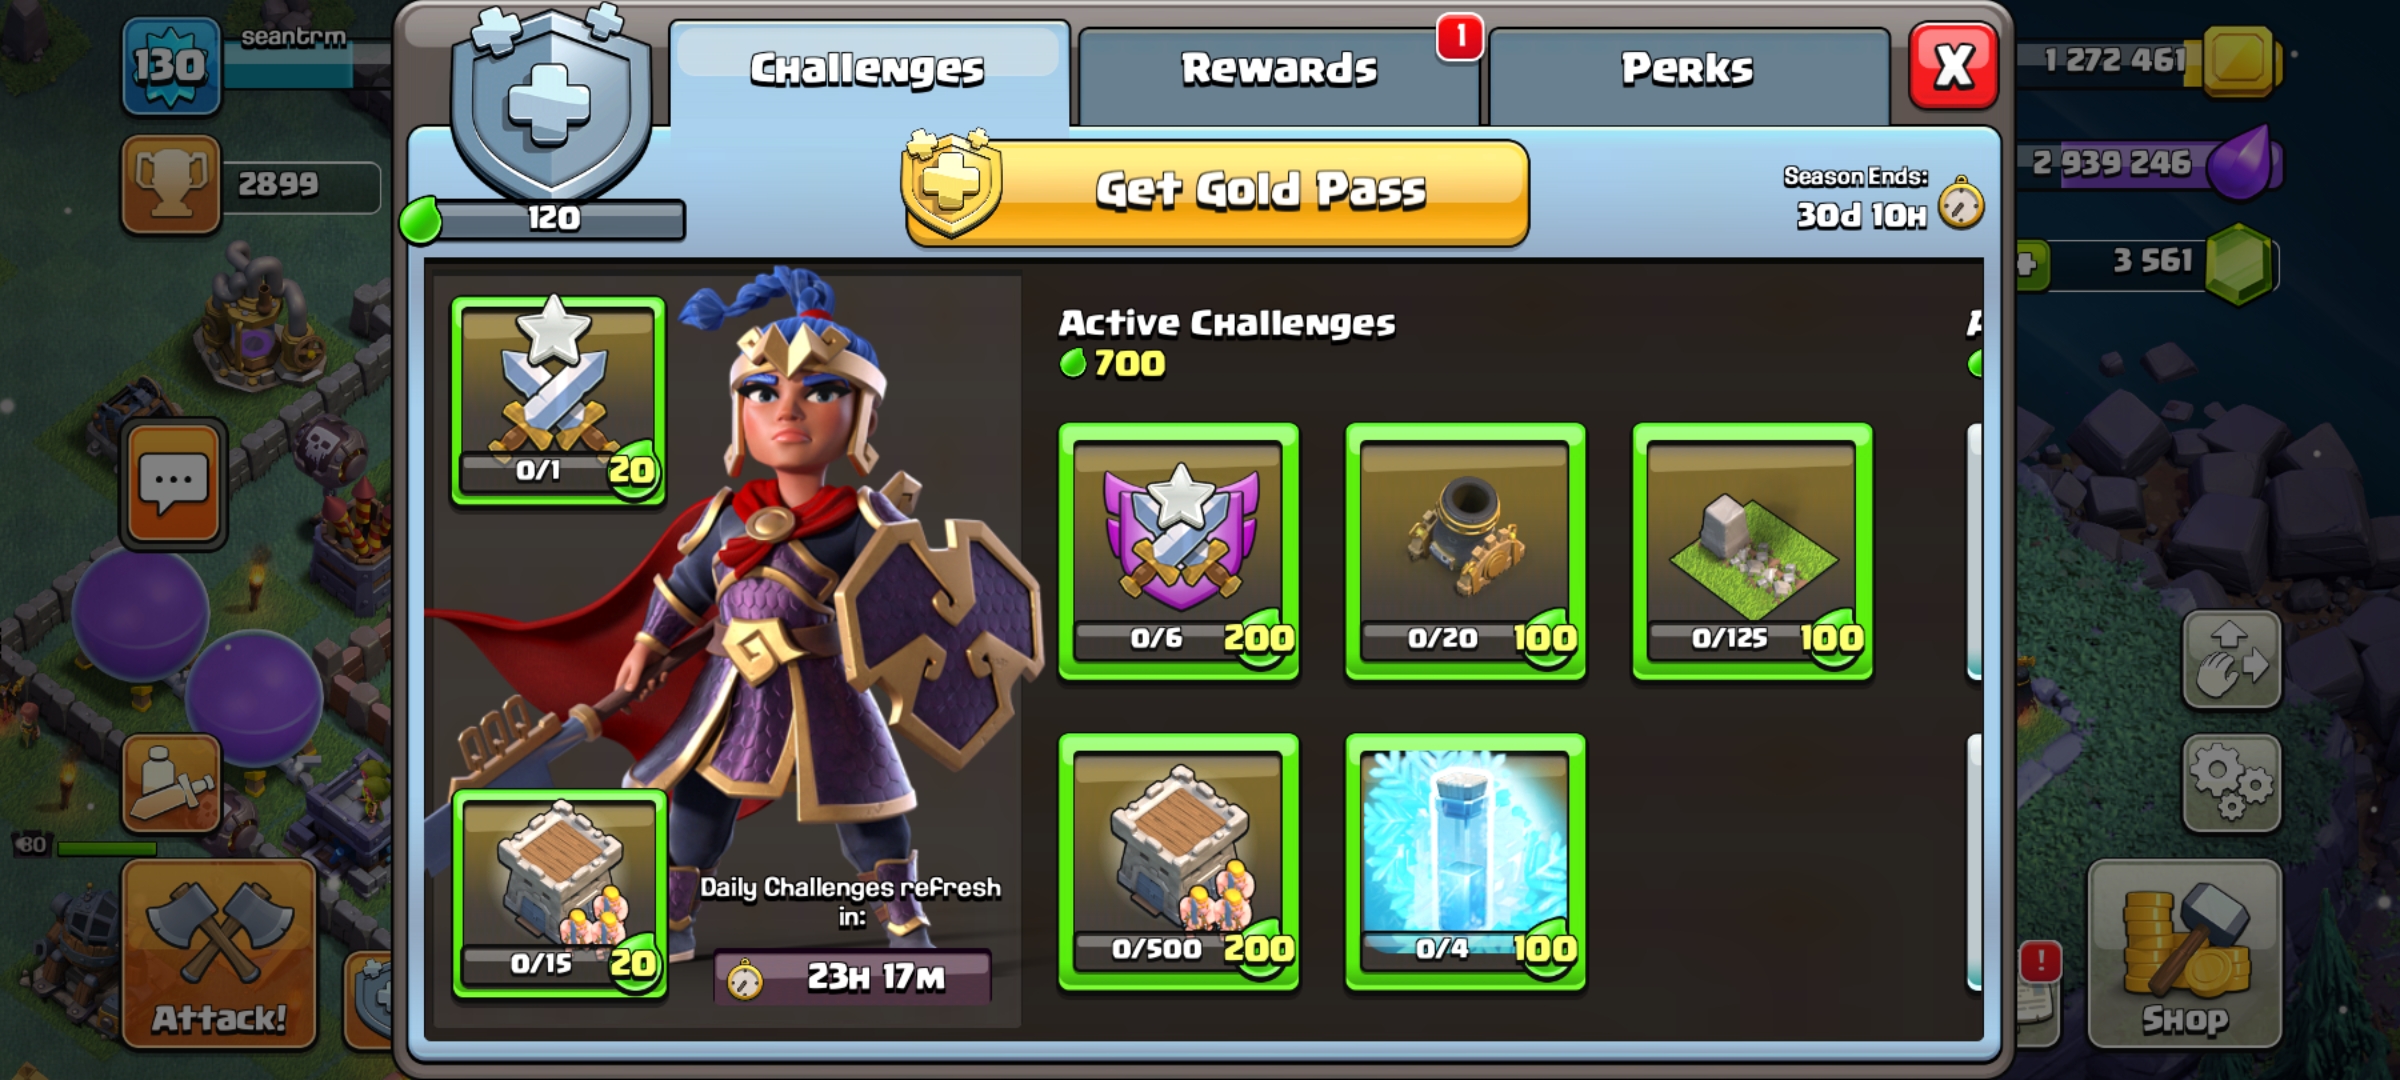 130
seantrm
2899
Challenges
Rewards
1
Perks
X
1 272 461
2 939 246
3 561
120
Get Gold Pass
Season Ends:
30d 10H
0/1
20
0/15
20
Daily Challenges refresh
in:
23H 17M
Active Challenges
700
0/6
200
0/20
100
0/125
100
0/500
200
0/4
100
80
Attack!
!
Shop